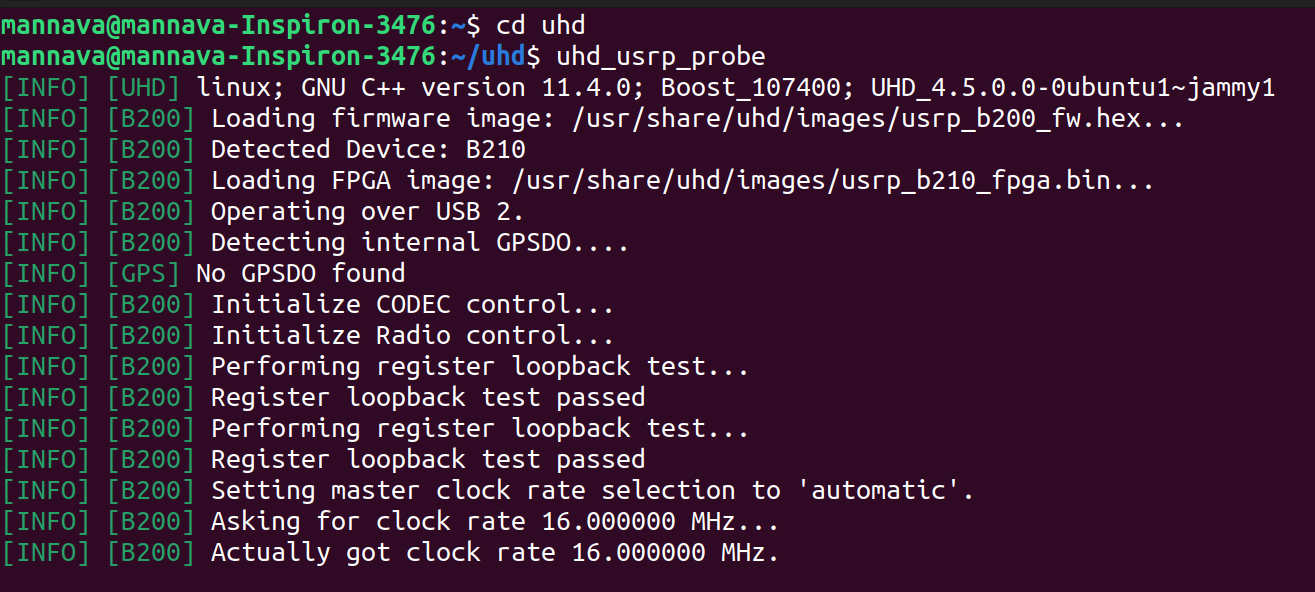 mannava@mannava-Inspiron-3476:~$ cd uhd
mannava@mannava-Inspiron-3476:~/uhd$ uhd_usrp_probe
[INFO] [UHD] linux; GNU C++ version 11.4.0; Boost_107400; UHD_4.5.0.0-0ubuntu1~jammy1
[INFO] [B200] Loading firmware image: /usr/share/uhd/images/usrp_b200_fw.hex...
[INFO] [B200] Detected Device: B210
[INFO] [B200] Loading FPGA image: /usr/share/uhd/images/usrp_b210_fpga.bin...
[INFO] [B200] Operating over USB 2.
[INFO] [B200] Detecting internal GPSDO....
[INFO] [GPS] No GPSDO found
[INFO] [B200] Initialize CODEC control...
[INFO] [B200] Initialize Radio control...
[INFO] [B200] Performing register loopback test...
[INFO] [B200] Register loopback test passed
[INFO] [B200] Performing register loopback test...
[INFO] [B200] Register loopback test passed
[INFO] [B200] Setting master clock rate selection to 'automatic'.
[INFO] [B200] Asking for clock rate 16.000000 MHz...
[INFO] [B200] Actually got clock rate 16.000000 MHz.